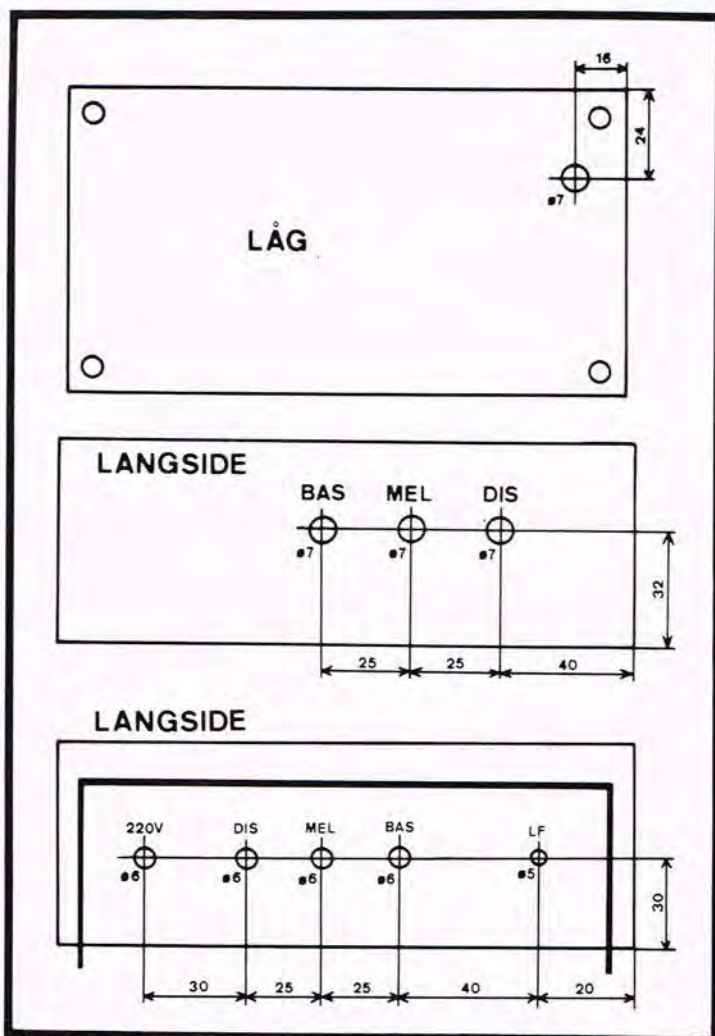 16
24
ø7
LÅG
LANGSIDE
BAS MEL DIS
ø7 ø7 ø7
32
25 25 40
LANGSIDE
220V DIS MEL BAS LF
ø6 ø6 ø6 ø6 ø5
30
30 25 25 40 20